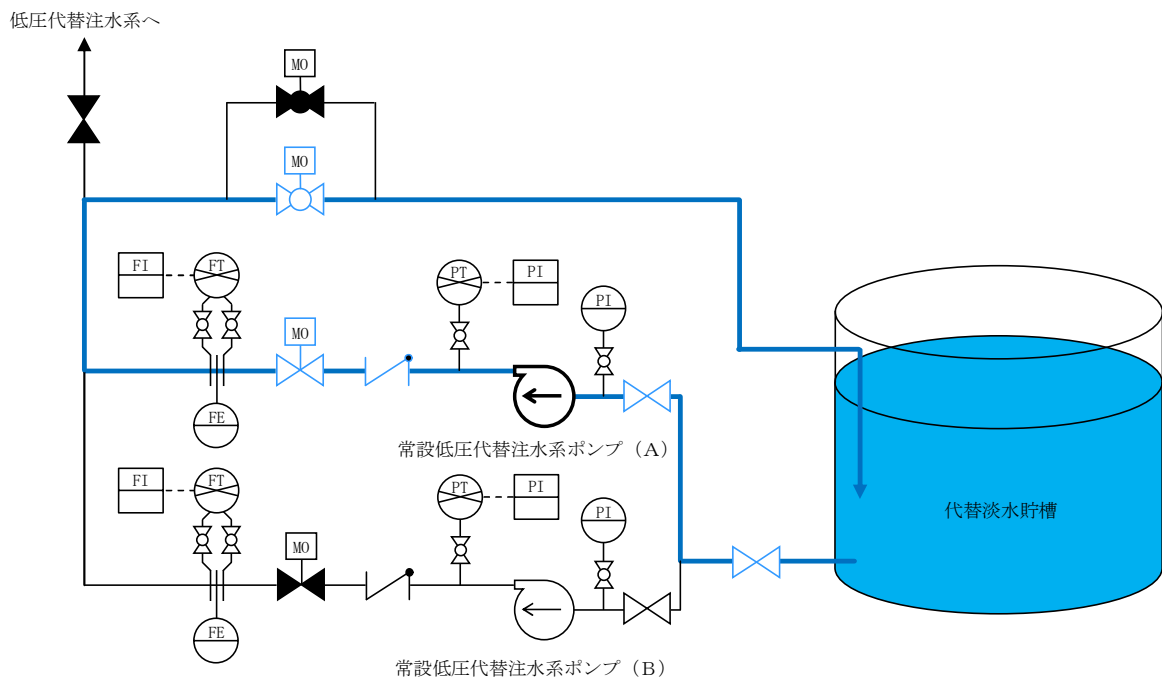 低圧代替注水系へ
MO
MO
FI
FT
PT
PI
PI
MO
FE
常設低圧代替注水系ポンプ（Ａ）
FI
FT
PT
PI
PI
代替淡水貯槽
MO
FE
常設低圧代替注水系ポンプ（Ｂ）